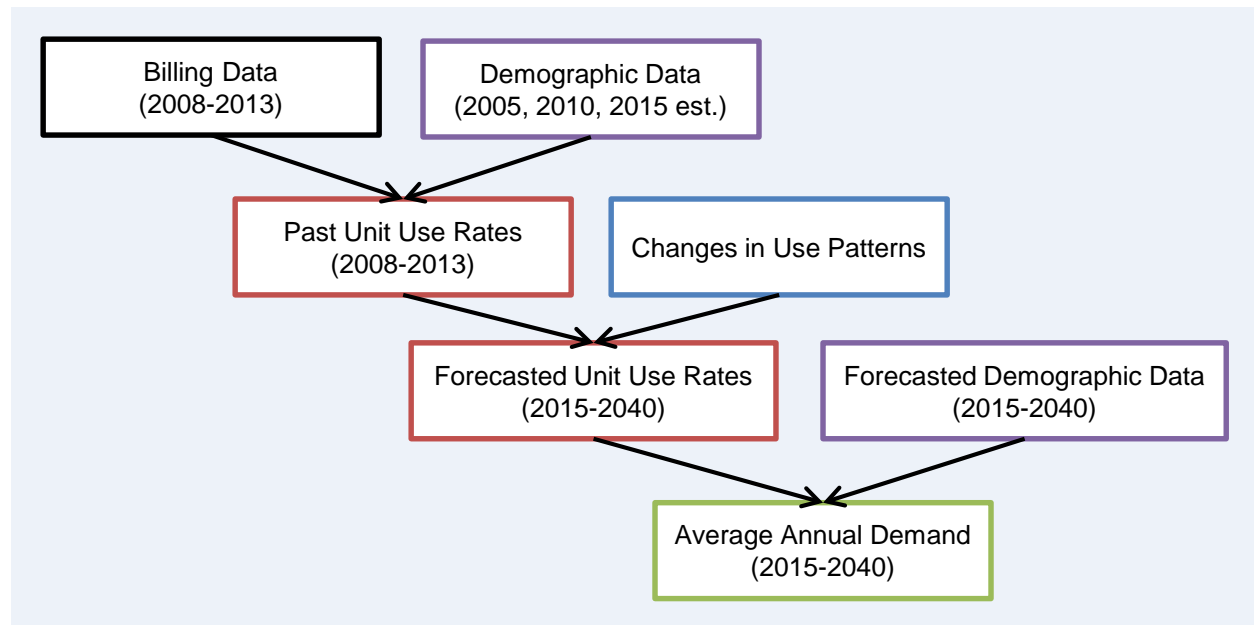 Billing Data
(2008-2013)
Demographic Data
(2005, 2010, 2015 est.)
Past Unit Use Rates
(2008-2013)
Changes in Use Patterns
Forecasted Unit Use Rates
(2015-2040)
Forecasted Demographic Data
(2015-2040)
Average Annual Demand
(2015-2040)